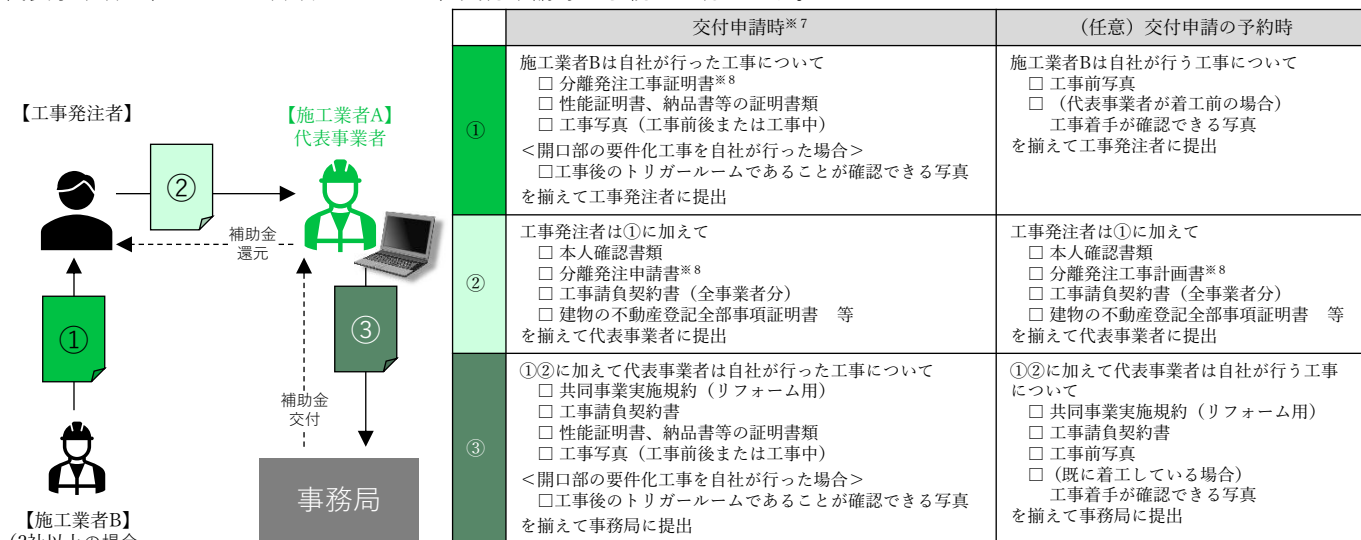 【工事発注者】
【施工業者A】
代表事業者
②
補助金
還元
①
③
補助金
交付
【施工業者B】
事務局
交付申請時※７
（任意）交付申請の予約時
①
施工業者Bは自社が行った工事について
□ 分離発注工事証明書※８
□ 性能証明書、納品書等の証明書類
□ 工事写真（工事前後または工事中）
＜開口部の要件化工事を自社が行った場合＞
□工事後のトリガールームであることが確認できる写真
を揃えて工事発注者に提出
施工業者Bは自社が行う工事について
□ 工事前写真
□ （代表事業者が着工前の場合）
工事着手が確認できる写真
を揃えて工事発注者に提出
②
工事発注者は①に加えて
□ 本人確認書類
□ 分離発注申請書※８
□ 工事請負契約書（全事業者分）
□ 建物の不動産登記全部事項証明書　等
を揃えて代表事業者に提出
工事発注者は①に加えて
□ 本人確認書類
□ 分離発注工事計画書※８
□ 工事請負契約書（全事業者分）
□ 建物の不動産登記全部事項証明書　等
を揃えて代表事業者に提出
③
①②に加えて代表事業者は自社が行った工事について
□ 共同事業実施規約（リフォーム用）
□ 工事請負契約書
□ 性能証明書、納品書等の証明書類
□ 工事写真（工事前後または工事中）
＜開口部の要件化工事を自社が行った場合＞
□工事後のトリガールームであることが確認できる写真
を揃えて事務局に提出
①②に加えて代表事業者は自社が行う工事
について
□ 共同事業実施規約（リフォーム用）
□ 工事請負契約書
□ 工事前写真
□ （既に着工している場合）
工事着手が確認できる写真
を揃えて事務局に提出